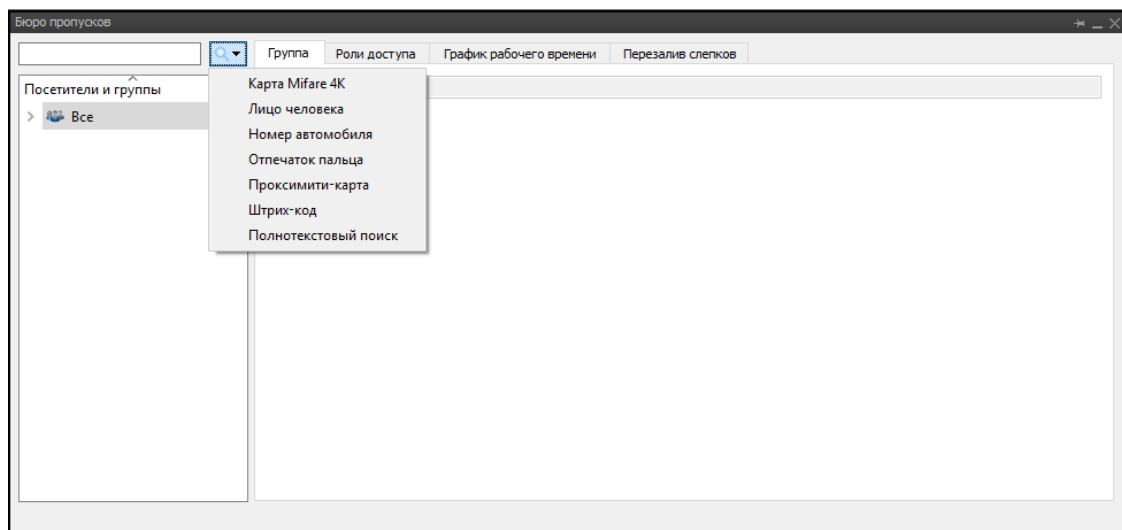 Бюро пропусков
Группа Роли доступа График рабочего времени Перезалив слепков
Посетители и группы
Все
Карта Mifare 4K
Лицо человека
Номер автомобиля
Отпечаток пальца
Проксимити-карта
Штрих-код
Полнотекстовый поиск